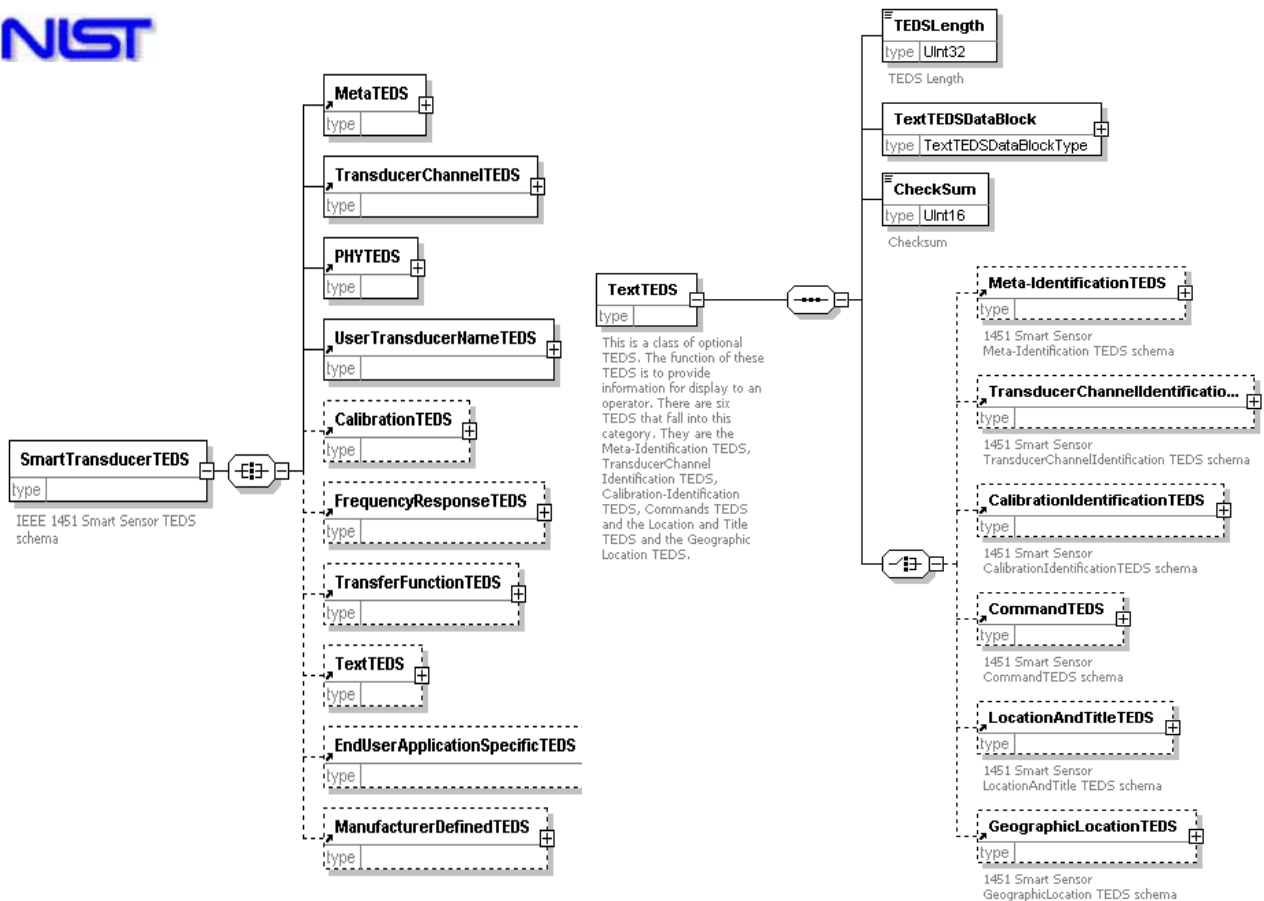 NIST
MetaTEDS
type
TransducerChannelTEDS
type
PHYTEDS
type
UserTransducerNameTEDS
type
CalibrationTEDS
type
SmartTransducerTEDS
type
IEEE 1451 Smart Sensor TEDS
schema
FrequencyResponseTEDS
type
TransferFunctionTEDS
type
TextTEDS
type
EndUserApplicationSpecificTEDS
type
ManufacturerDefinedTEDS
type
TextTEDS
type
This is a class of optional
TEDS. The function of these
TEDS is to provide
information for display to an
operator. There are six
TEDS that fall into this
category. They are the
Meta-Identification TEDS,
TransducerChannel
Identification TEDS,
Calibration-Identification
TEDS, Commands TEDS
and the Location and Title
TEDS and the Geographic
Location TEDS.
TEDSLength
type UInt32
TEDS Length
TextTEDSDataBlock
type TextTEDSDataBlockType
CheckSum
type UInt16
Checksum
Meta-IdentificationTEDS
type
1451 Smart Sensor
Meta-Identification TEDS schema
TransducerChannelIdentificatio...
type
1451 Smart Sensor
TransducerChannelIdentification TEDS schema
CalibrationIdentificationTEDS
type
1451 Smart Sensor
CalibrationIdentificationTEDS schema
CommandTEDS
type
1451 Smart Sensor
CommandTEDS schema
LocationAndTitleTEDS
type
1451 Smart Sensor
LocationAndTitle TEDS schema
GeographicLocationTEDS
type
1451 Smart Sensor
GeographicLocation TEDS schema